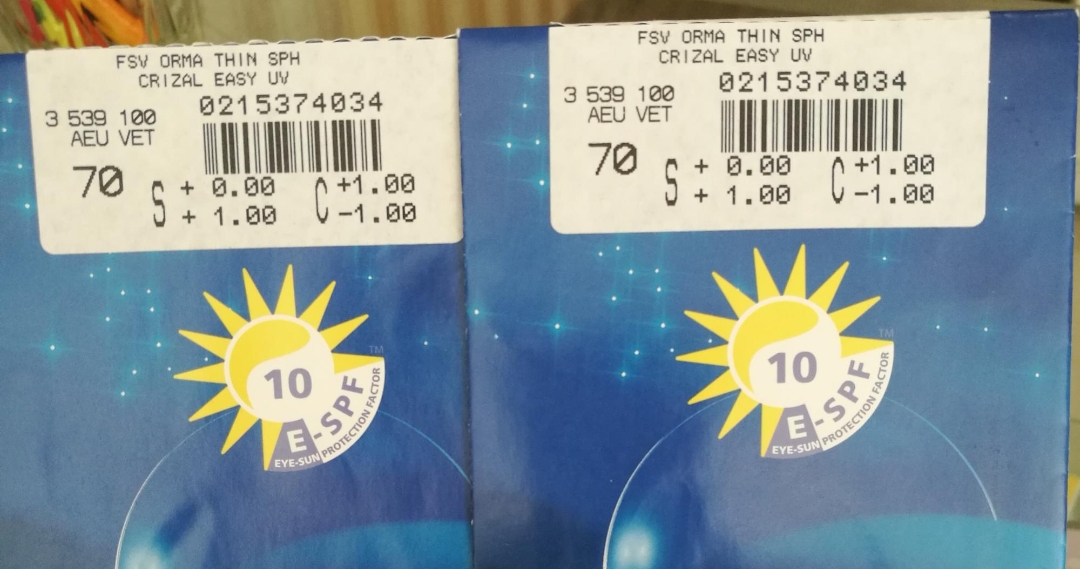 FSV ORMA THIN SPH
CRIZAL EASY UV
0215374034
3 539 100
AEU VET
70
S + 0.00 C +1.00
+ 1.00 -1.00
10
TM
E-SPF
EYE-SUN PROTECTION FACTOR
FSV ORMA THIN SPH
CRIZAL EASY UV
0215374034
3 539 100
AEU VET
70
S + 0.00 C +1.00
+ 1.00 -1.00
10
TM
E-SPF
EYE-SUN PROTECTION FACTOR